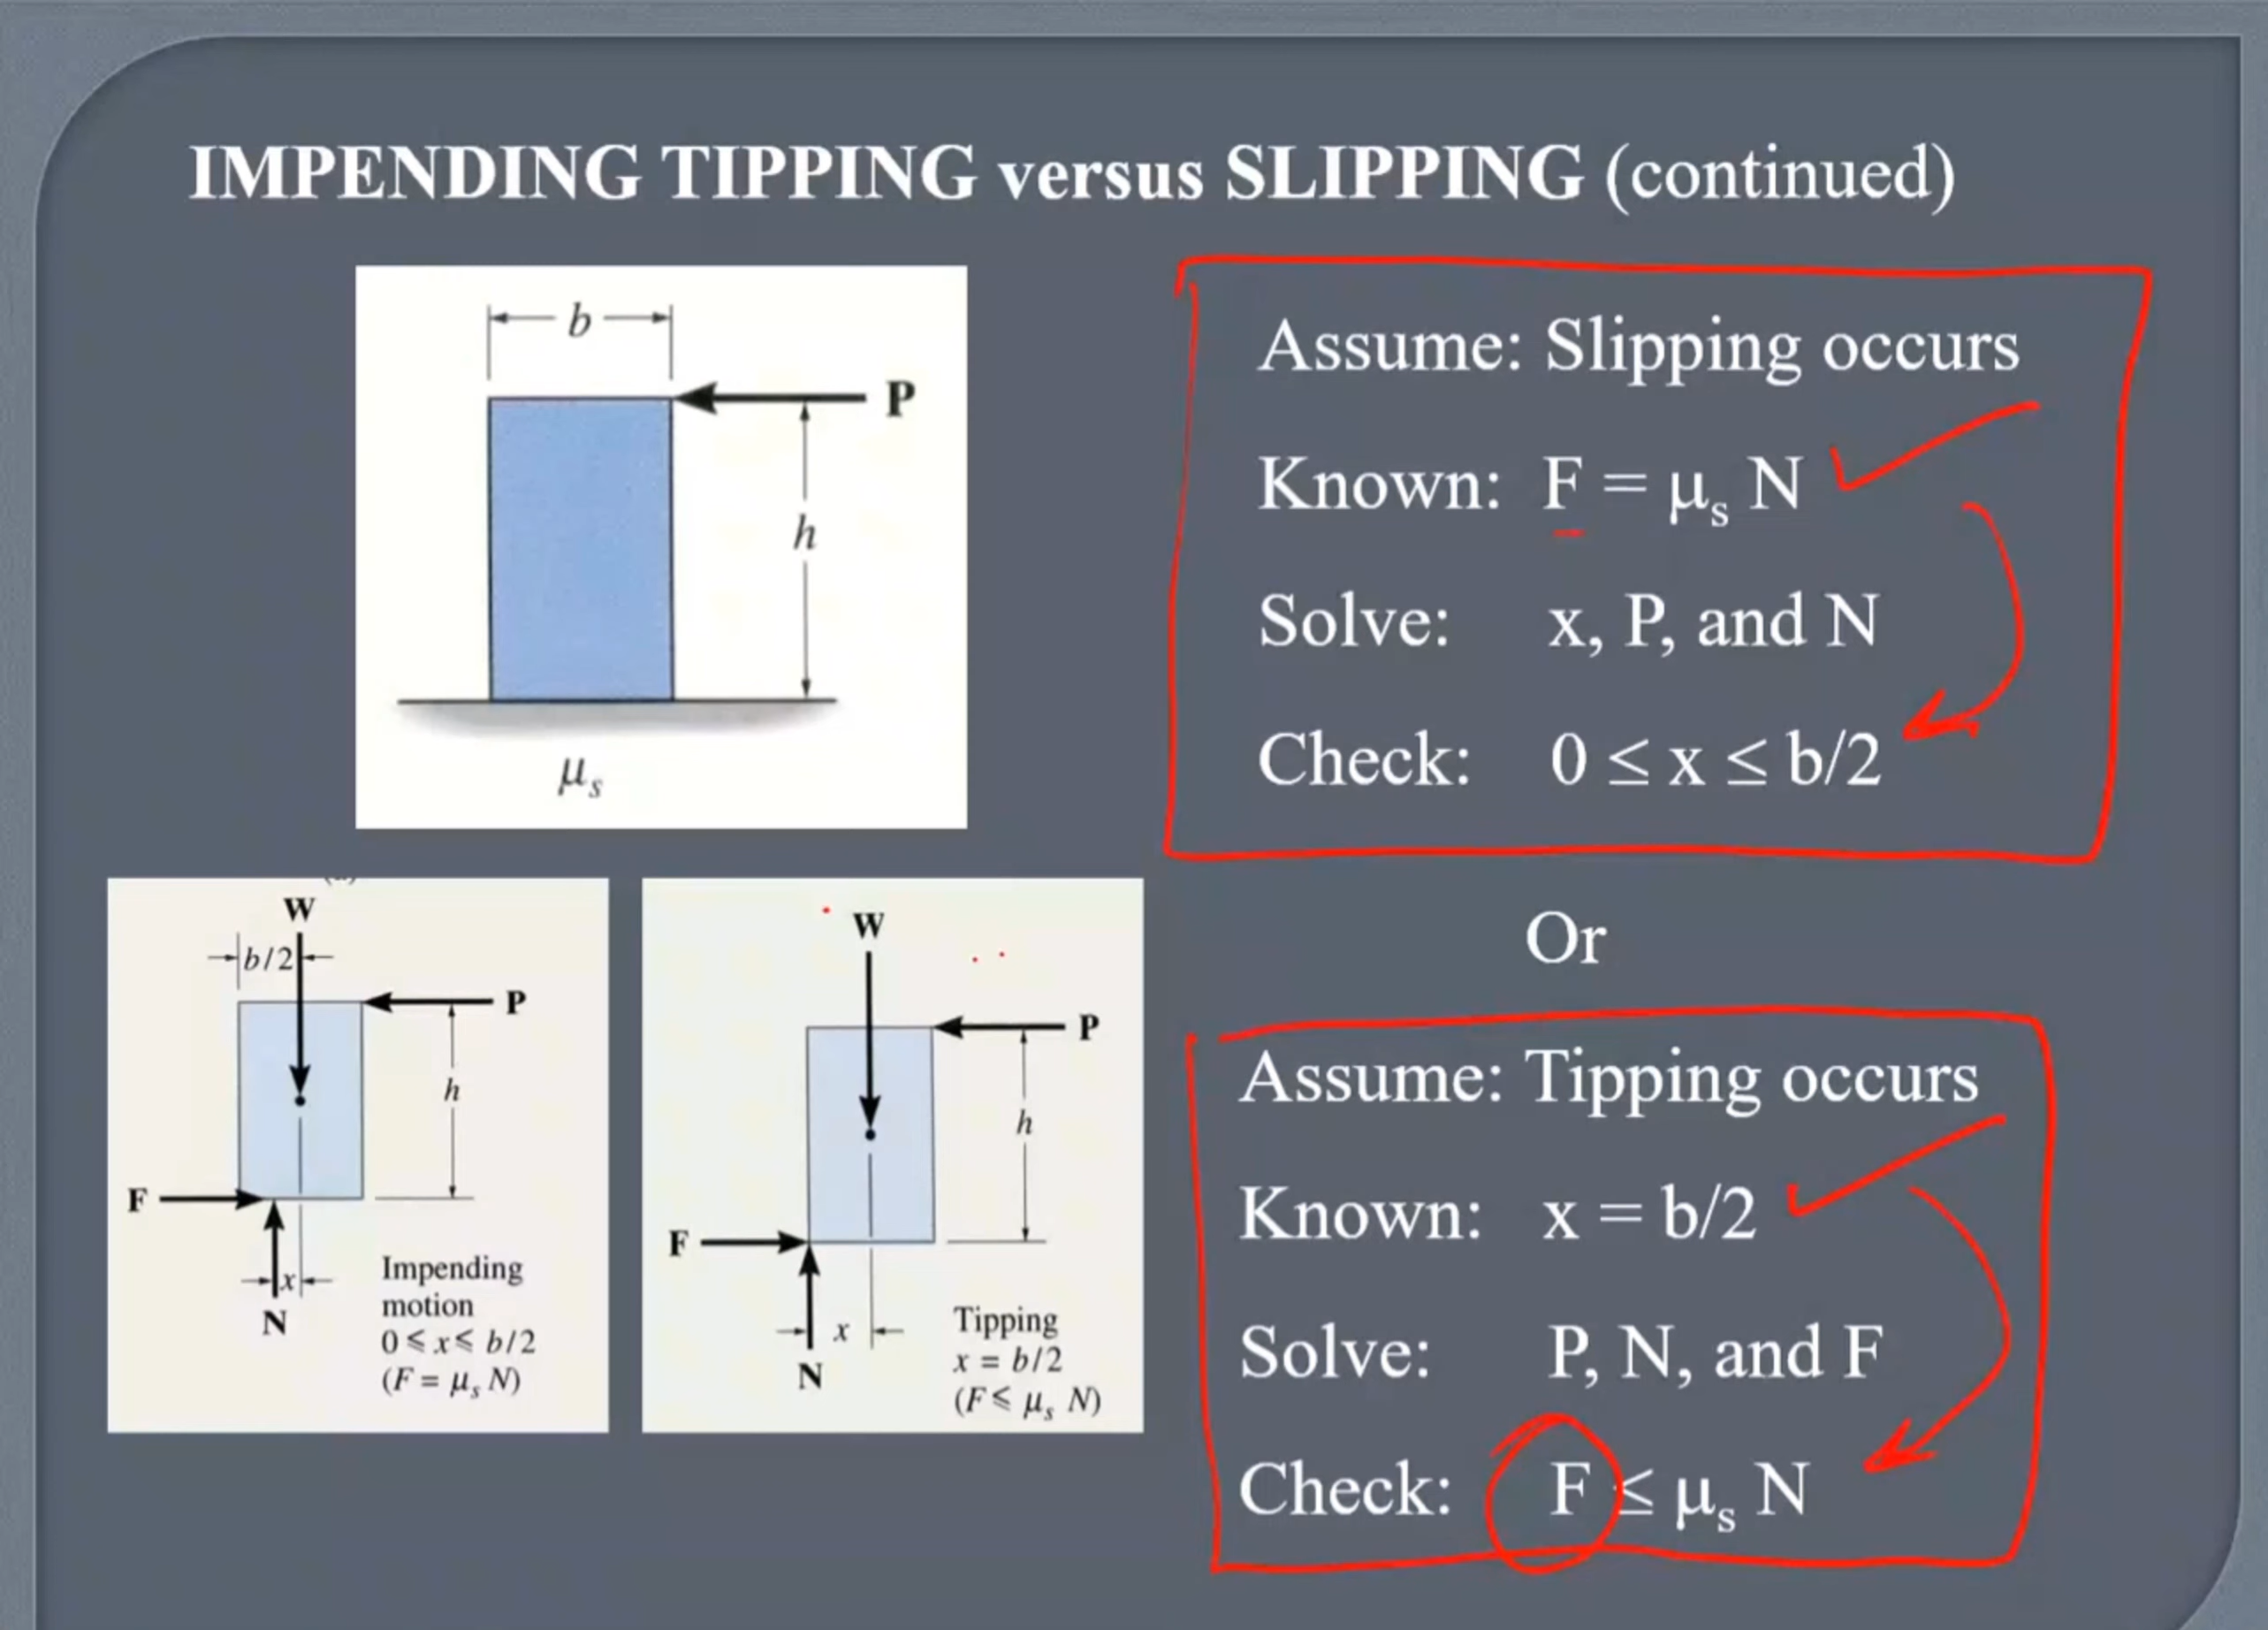 IMPENDING TIPPING versus SLIPPING (continued)
b
P
h
μs
Assume: Slipping occurs
Known: F = μs N
Solve: x, P, and N
Check: 0 ≤ x ≤ b/2
Or
W
b/2
P
h
F
x
N
Impending
motion
0 ≤ x ≤ b/2
(F = μs N)
W
P
h
F
x
N
Tipping
x = b/2
(F ≤ μs N)
Assume: Tipping occurs
Known: x = b/2
Solve: P, N, and F
Check: F ≤ μs N